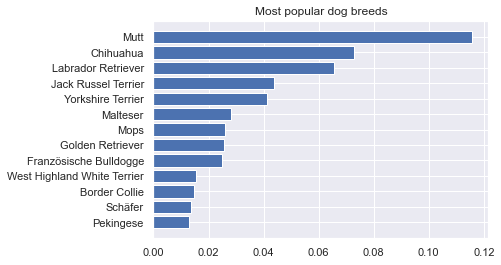 Most popular dog breeds
Mutt
Chihuahua
Labrador Retriever
Jack Russel Terrier
Yorkshire Terrier
Malteser
Mops
Golden Retriever
Französische Bulldogge
West Highland White Terrier
Border Collie
Schäfer
Pekingese
0.00 0.02 0.04 0.06 0.08 0.10 0.12